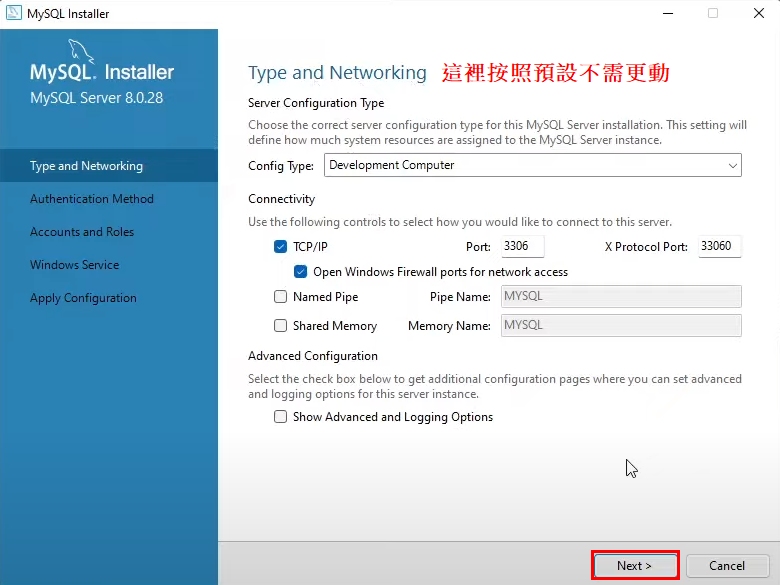 MySQL Installer
MySQL. Installer
MySQL Server 8.0.28
Type and Networking
Authentication Method
Accounts and Roles
Windows Service
Apply Configuration
Type and Networking 這裡按照預設不需更動
Server Configuration Type
Choose the correct server configuration type for this MySQL Server installation. This setting will
define how much system resources are assigned to the MySQL Server instance.
Config Type: Development Computer
Connectivity
Use the following controls to select how you would like to connect to this server.
TCP/IP Port: 3306 X Protocol Port: 33060
Open Windows Firewall ports for network access
Named Pipe Pipe Name: MYSQL
Shared Memory Memory Name: MYSQL
Advanced Configuration
Select the check box below to get additional configuration pages where you can set advanced
and logging options for this server instance.
Show Advanced and Logging Options
Next > Cancel